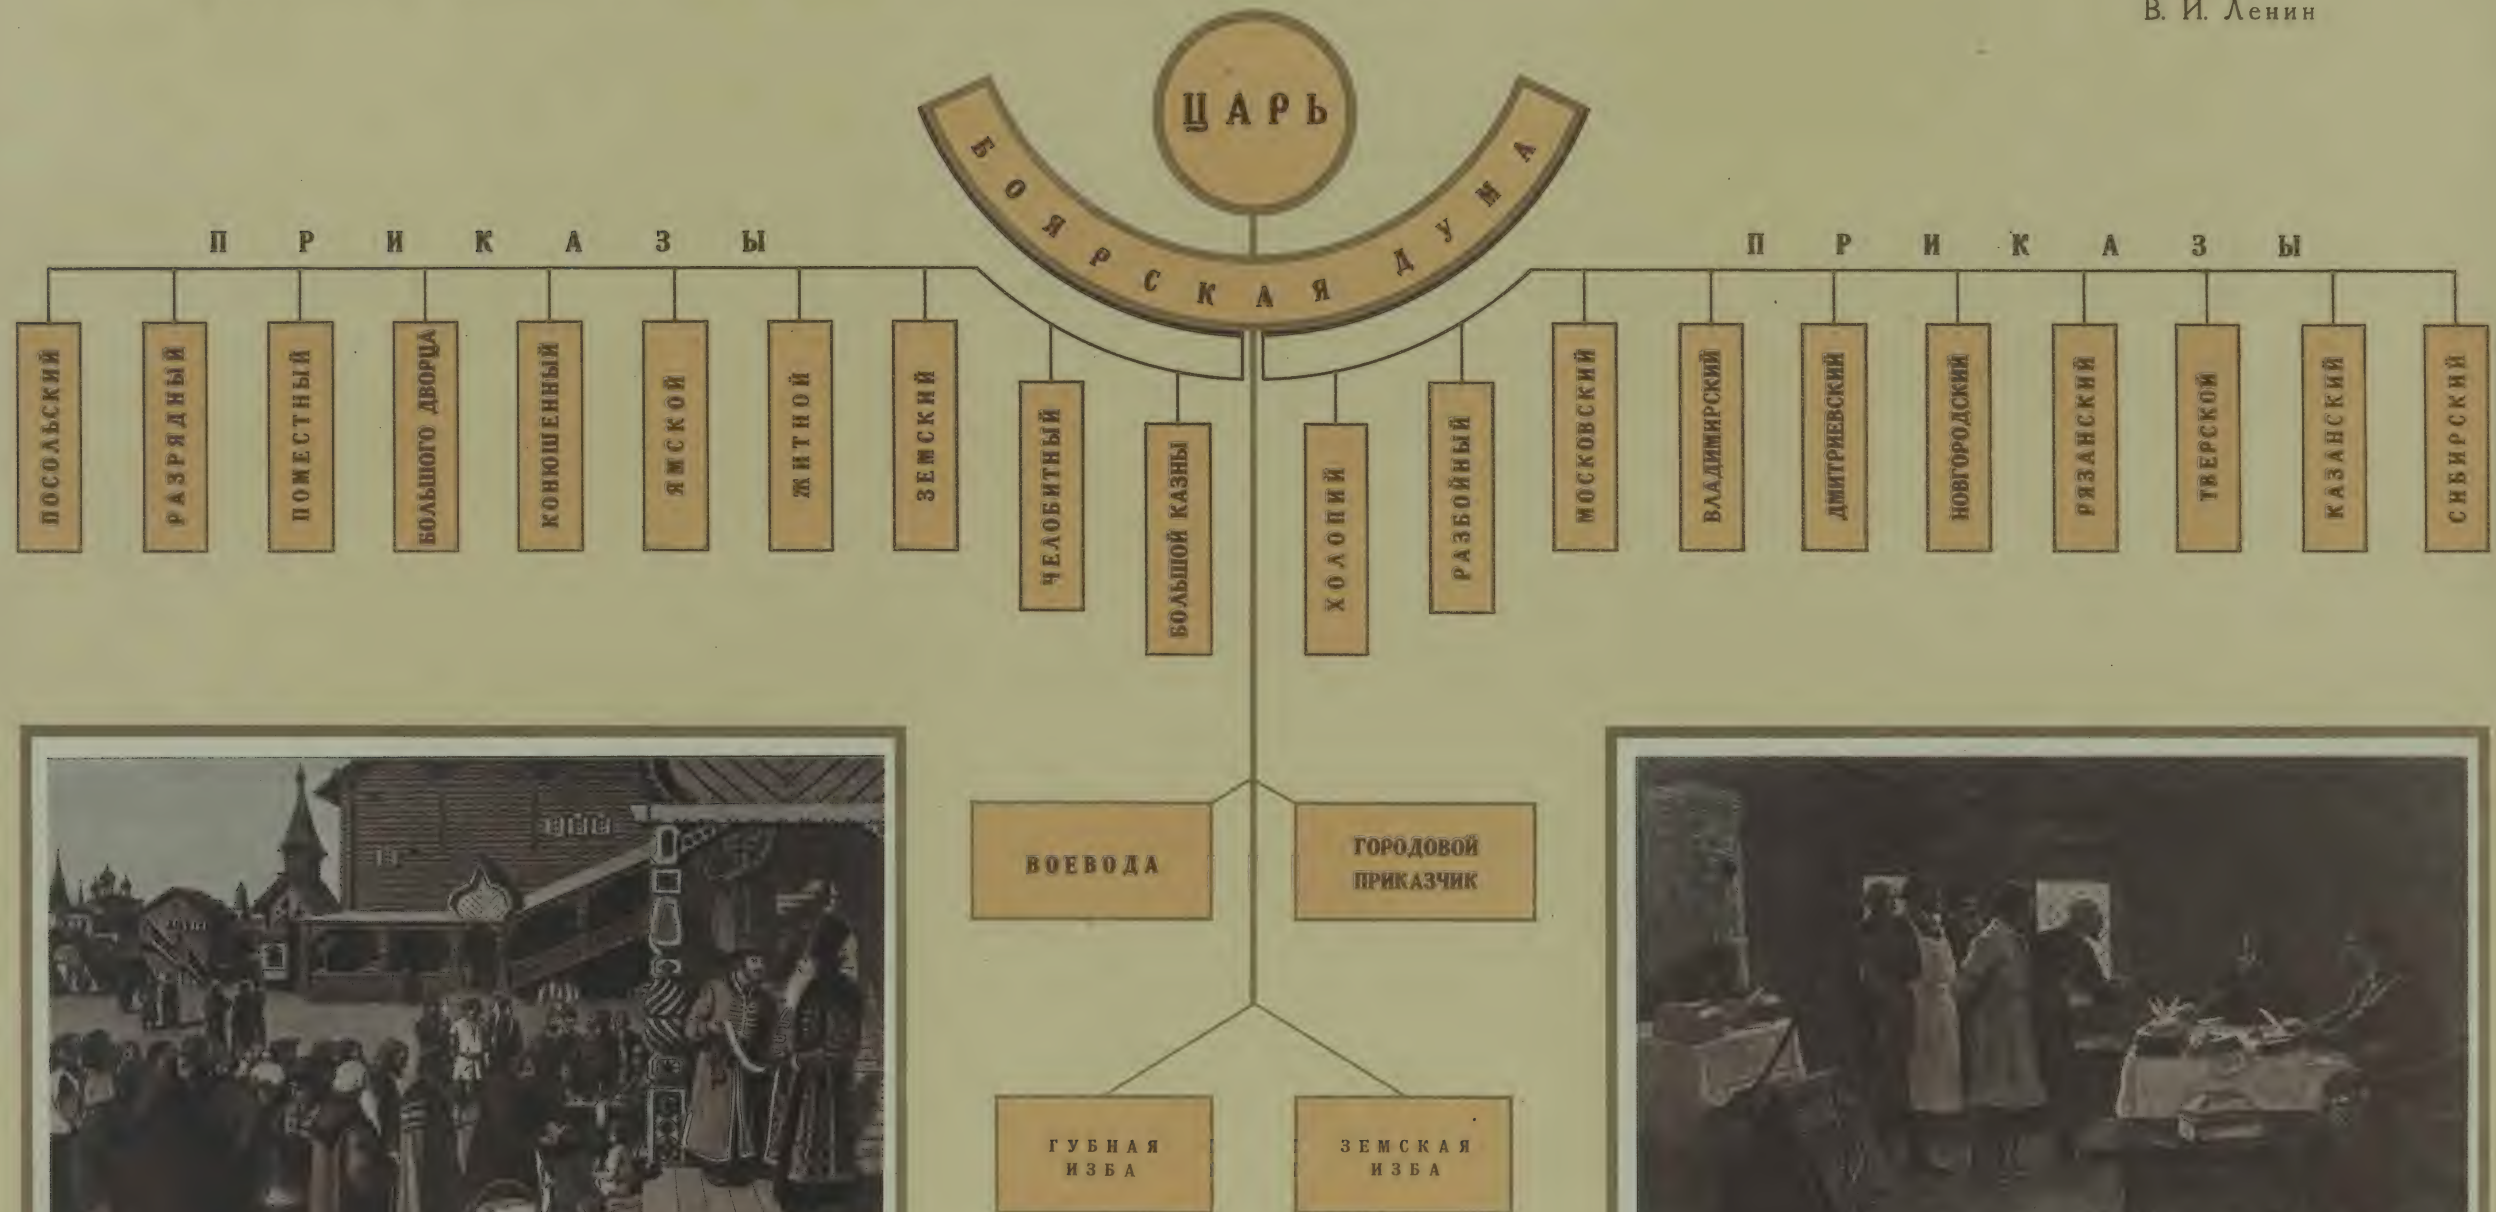 В. И. Ленин
ЦАРЬ
БОЯРСКАЯ ДУМА
ПРИКАЗЫ
ПРИКАЗЫ
ПОСОЛЬСКИЙ
РАЗРЯДНЫЙ
ПОМЕСТНЫЙ
БОЛЬШОГО ДВОРЦА
КОНЮШЕННЫЙ
ЯМСКОЙ
ЖИТНОЙ
ЗЕМСКИЙ
ЧЕЛОБИТНЫЙ
БОЛЬШОЙ КАЗНЫ
ХОЛОПИЙ
РАЗБОЙНЫЙ
МОСКОВСКИЙ
ВЛАДИМИРСКИЙ
ДМИТРИЕВСКИЙ
НОВГОРОДСКИЙ
РЯЗАНСКИЙ
ТВЕРСКОЙ
КАЗАНСКИЙ
СИБИРСКИЙ
ВОЕВОДА
ГОРОДОВОЙ
ПРИКАЗЧИК
ГУБНАЯ
ИЗБА
ЗЕМСКАЯ
ИЗБА